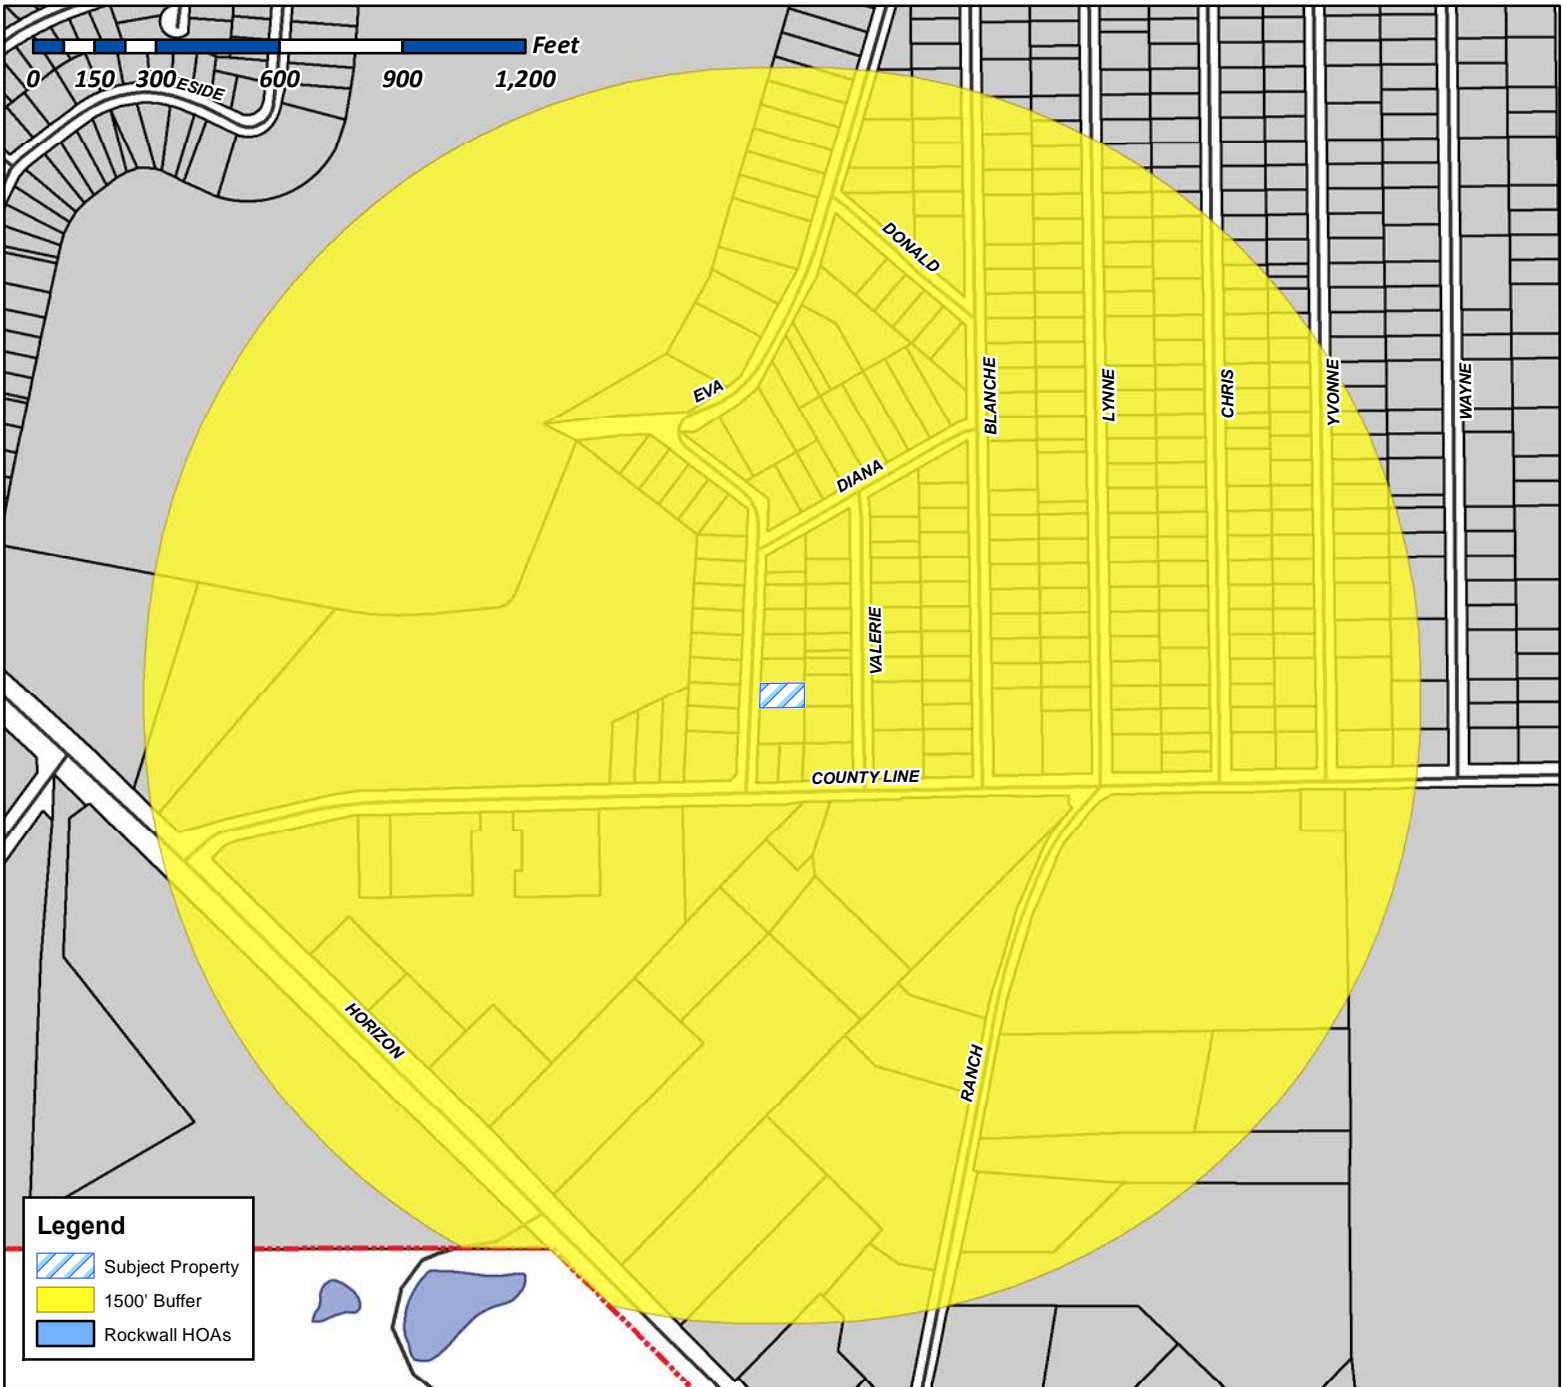 Feet
0 150 300 600 900 1,200
ESIDE
DONALD
EVA
BLANCHE
LYNNE
CHRIS
YVONNE
WAYNE
DIANA
VALERIE
COUNTY LINE
HORIZON
RANCH
Legend
Subject Property
1500' Buffer
Rockwall HOAs